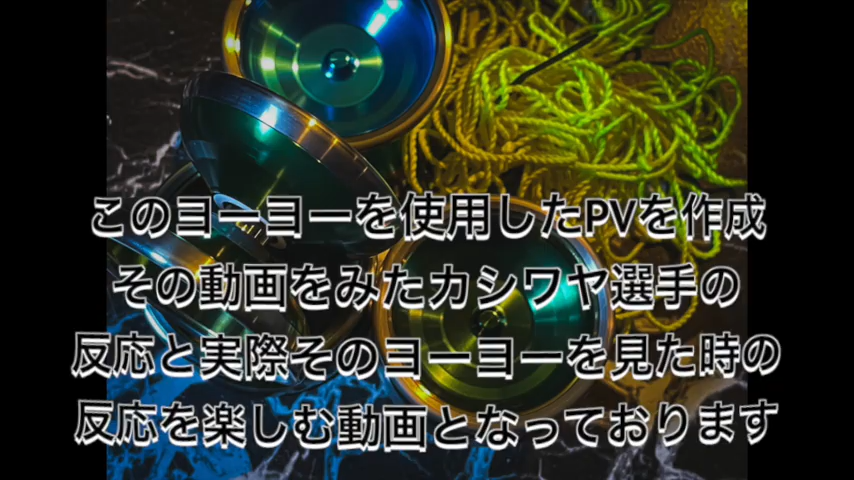 このヨーヨーを使用したPVを作成
その動画をみたカシワヤ選手の
反応と実際そのヨーヨーを見た時の
反応を楽しむ動画となっております